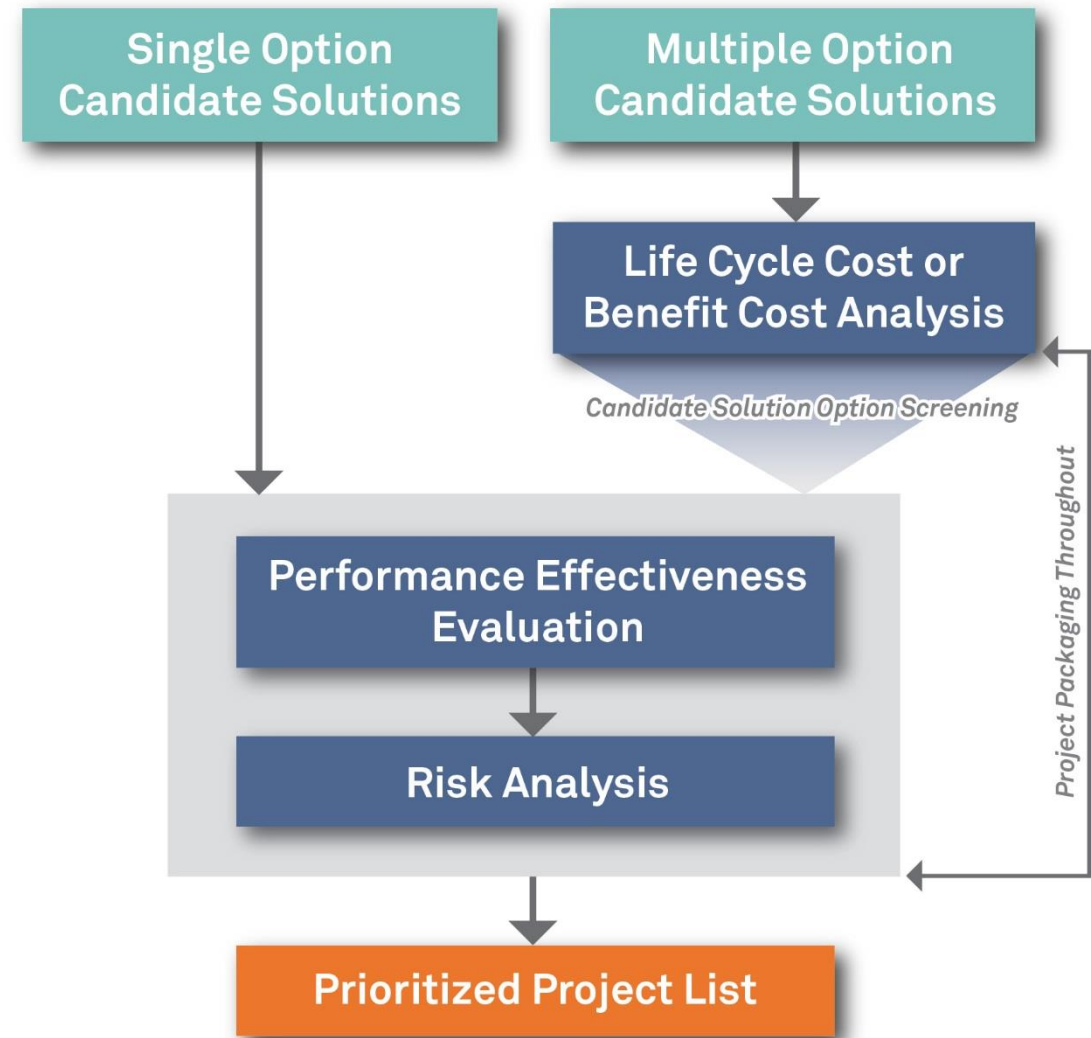 Single Option
Candidate Solutions
Multiple Option
Candidate Solutions
Life Cycle Cost or
Benefit Cost Analysis
Candidate Solution Option Screening
Project Packaging Throughout
Performance Effectiveness
Evaluation
Risk Analysis
Prioritized Project List